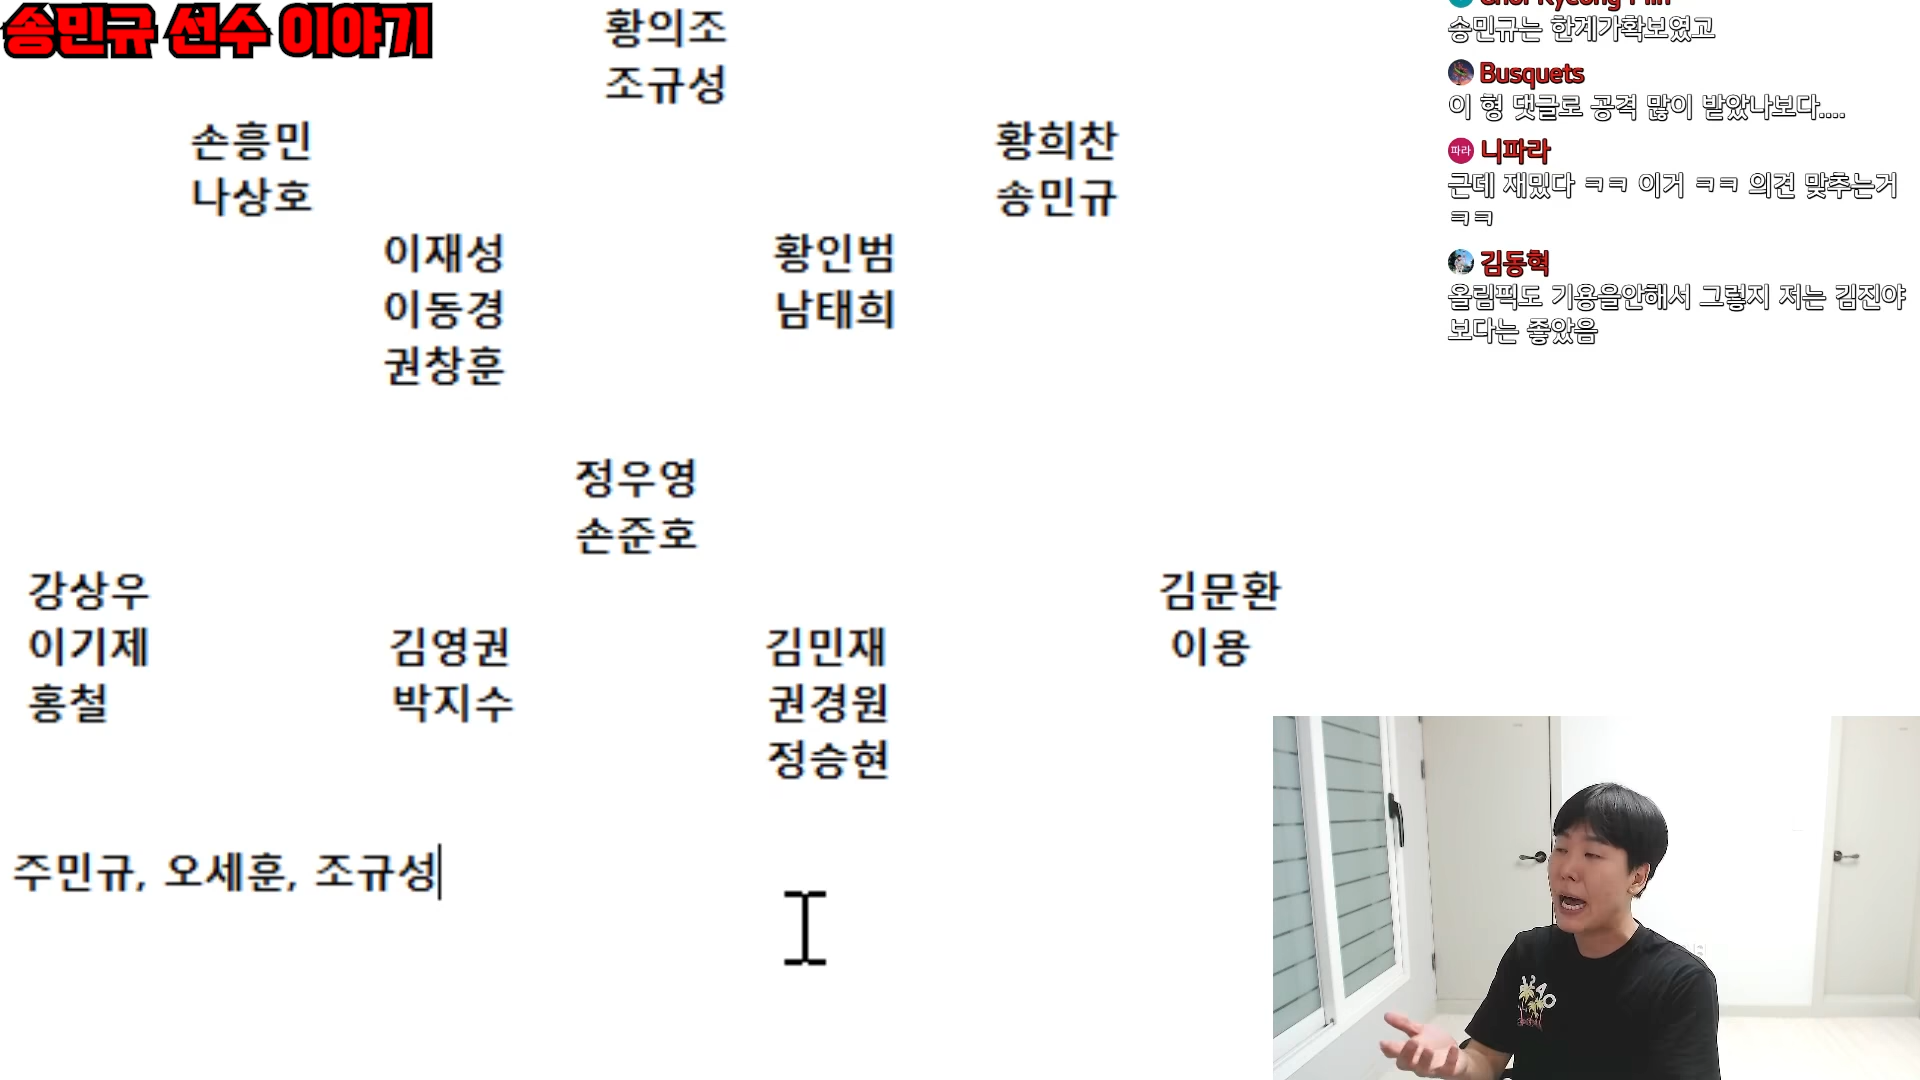 송민규 선수 이야기
황의조
조규성
손흥민 황희찬
나상호 송민규
이재성 황인범
이동경 남태희
권창훈
정우영
손준호
강상우 김문환
이기제 김영권 김민재 이용
홍철 박지수 권경원
정승현
주민규, 오세훈, 조규성
송민규는 한계가확보였고
Busquets
이 형 댓글로 공격 많이 받았나보다....
파라 니파라
근데 재밌다 ㅋㅋ 이거 ㅋㅋ 의견 맞추는거
ㅋㅋ
김동혁
올림픽도 기용을안해서 그렇지 저는 김진야
보다는 좋았음